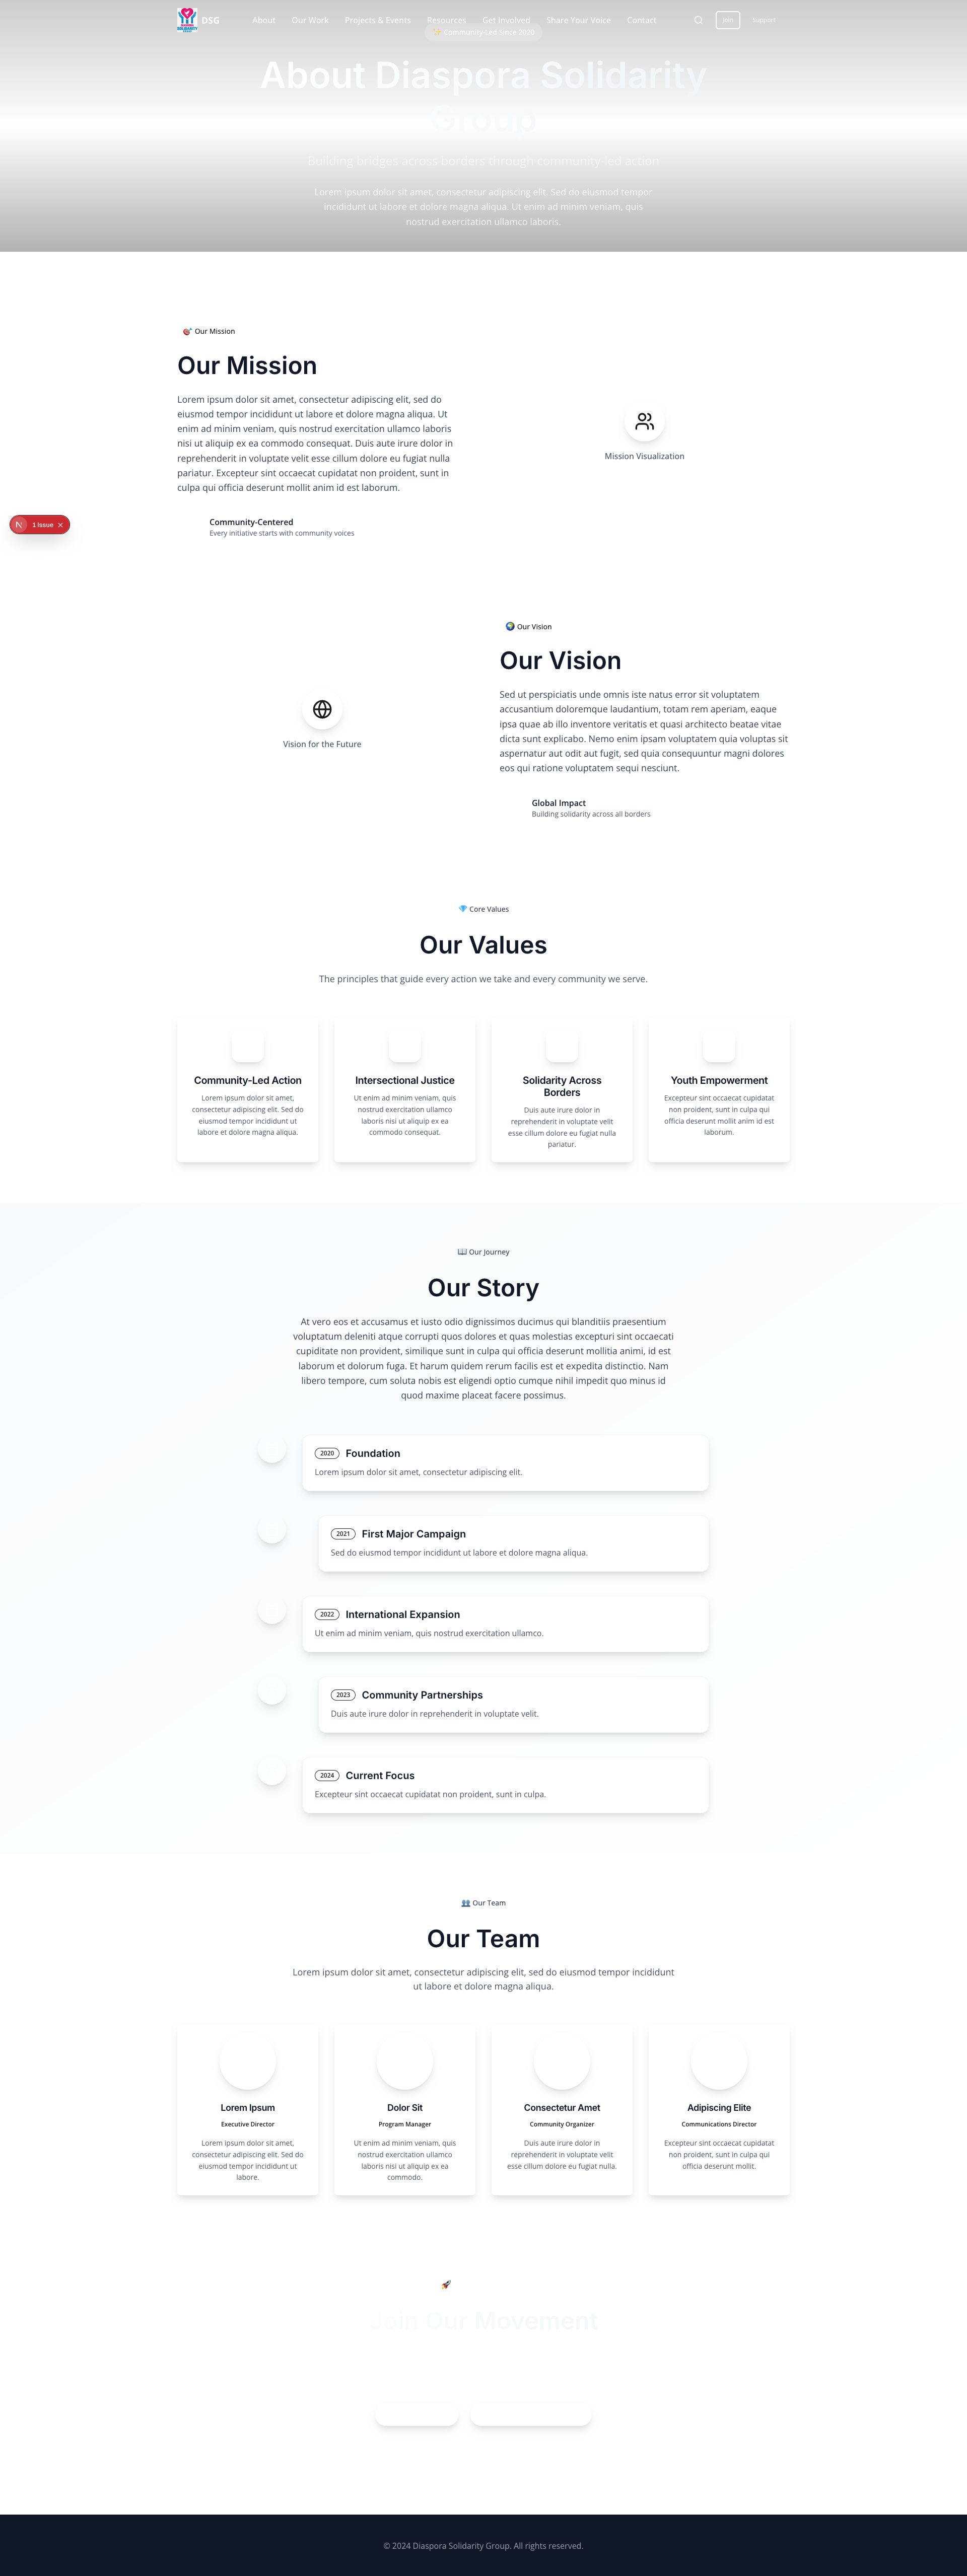 DSG
About
Our Work
Projects & Events
Resources
Get Involved
Share Your Voice
Contact
Join
Support
✨ Community-Led Since 2020
About Diaspora Solidarity
Group
Building bridges across borders through community-led action
Lorem ipsum dolor sit amet, consectetur adipiscing elit. Sed do eiusmod tempor
incididunt ut labore et dolore magna aliqua. Ut enim ad minim veniam, quis
nostrud exercitation ullamco laboris.
🎯 Our Mission
Our Mission
Lorem ipsum dolor sit amet, consectetur adipiscing elit, sed do
eiusmod tempor incididunt ut labore et dolore magna aliqua. Ut
enim ad minim veniam, quis nostrud exercitation ullamco laboris
nisi ut aliquip ex ea commodo consequat. Duis aute irure dolor in
reprehenderit in voluptate velit esse cillum dolore eu fugiat nulla
pariatur. Excepteur sint occaecat cupidatat non proident, sunt in
culpa qui officia deserunt mollit anim id est laborum.
Mission Visualization
N 1 Issue
Community-Centered
Every initiative starts with community voices
🌍 Our Vision
Our Vision
Sed ut perspiciatis unde omnis iste natus error sit voluptatem
accusantium doloremque laudantium, totam rem aperiam, eaque
ipsa quae ab illo inventore veritatis et quasi architecto beatae vitae
dicta sunt explicabo. Nemo enim ipsam voluptatem quia voluptas sit
aspernatur aut odit aut fugit, sed quia consequuntur magni dolores
eos qui ratione voluptatem sequi nesciunt.
Vision for the Future
Global Impact
Building solidarity across all borders
💎 Core Values
Our Values
The principles that guide every action we take and every community we serve.
Community-Led Action
Lorem ipsum dolor sit amet,
consectetur adipiscing elit. Sed do
eiusmod tempor incididunt ut
labore et dolore magna aliqua.
Intersectional Justice
Ut enim ad minim veniam, quis
nostrud exercitation ullamco
laboris nisi ut aliquip ex ea
commodo consequat.
Solidarity Across
Borders
Duis aute irure dolor in
reprehenderit in voluptate velit
esse cillum dolore eu fugiat nulla
pariatur.
Youth Empowerment
Excepteur sint occaecat cupidatat
non proident, sunt in culpa qui
officia deserunt mollit anim id est
laborum.
📖 Our Journey
Our Story
At vero eos et accusamus et iusto odio dignissimos ducimus qui blanditiis praesentium
voluptatum deleniti atque corrupti quos dolores et quas molestias excepturi sint occaecati
cupiditate non provident, similique sunt in culpa qui officia deserunt mollitia animi, id est
laborum et dolorum fuga. Et harum quidem rerum facilis est et expedita distinctio. Nam
libero tempore, cum soluta nobis est eligendi optio cumque nihil impedit quo minus id
quod maxime placeat facere possimus.
2020 Foundation
Lorem ipsum dolor sit amet, consectetur adipiscing elit.
2021 First Major Campaign
Sed do eiusmod tempor incididunt ut labore et dolore magna aliqua.
2022 International Expansion
Ut enim ad minim veniam, quis nostrud exercitation ullamco.
2023 Community Partnerships
Duis aute irure dolor in reprehenderit in voluptate velit.
2024 Current Focus
Excepteur sint occaecat cupidatat non proident, sunt in culpa.
👥 Our Team
Our Team
Lorem ipsum dolor sit amet, consectetur adipiscing elit, sed do eiusmod tempor incididunt
ut labore et dolore magna aliqua.
Lorem Ipsum
Executive Director
Lorem ipsum dolor sit amet,
consectetur adipiscing elit. Sed do
eiusmod tempor incididunt ut
labore.
Dolor Sit
Program Manager
Ut enim ad minim veniam, quis
nostrud exercitation ullamco
laboris nisi ut aliquip ex ea
commodo.
Consectetur Amet
Community Organizer
Duis aute irure dolor in
reprehenderit in voluptate velit
esse cillum dolore eu fugiat nulla.
Adipiscing Elite
Communications Director
Excepteur sint occaecat cupidatat
non proident, sunt in culpa qui
officia deserunt mollit.
🚀
Join Our Movement
© 2024 Diaspora Solidarity Group. All rights reserved.